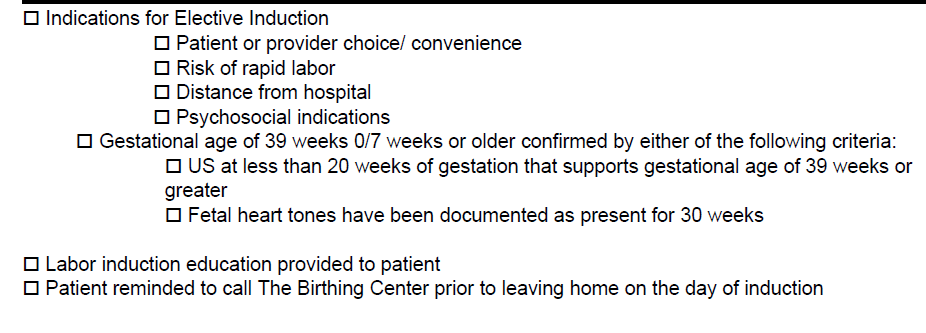 ☐ Indications for Elective Induction
☐ Patient or provider choice/ convenience
☐ Risk of rapid labor
☐ Distance from hospital
☐ Psychosocial indications
☐ Gestational age of 39 weeks 0/7 weeks or older confirmed by either of the following criteria:
☐ US at less than 20 weeks of gestation that supports gestational age of 39 weeks or
greater
☐ Fetal heart tones have been documented as present for 30 weeks
☐ Labor induction education provided to patient
☐ Patient reminded to call The Birthing Center prior to leaving home on the day of induction